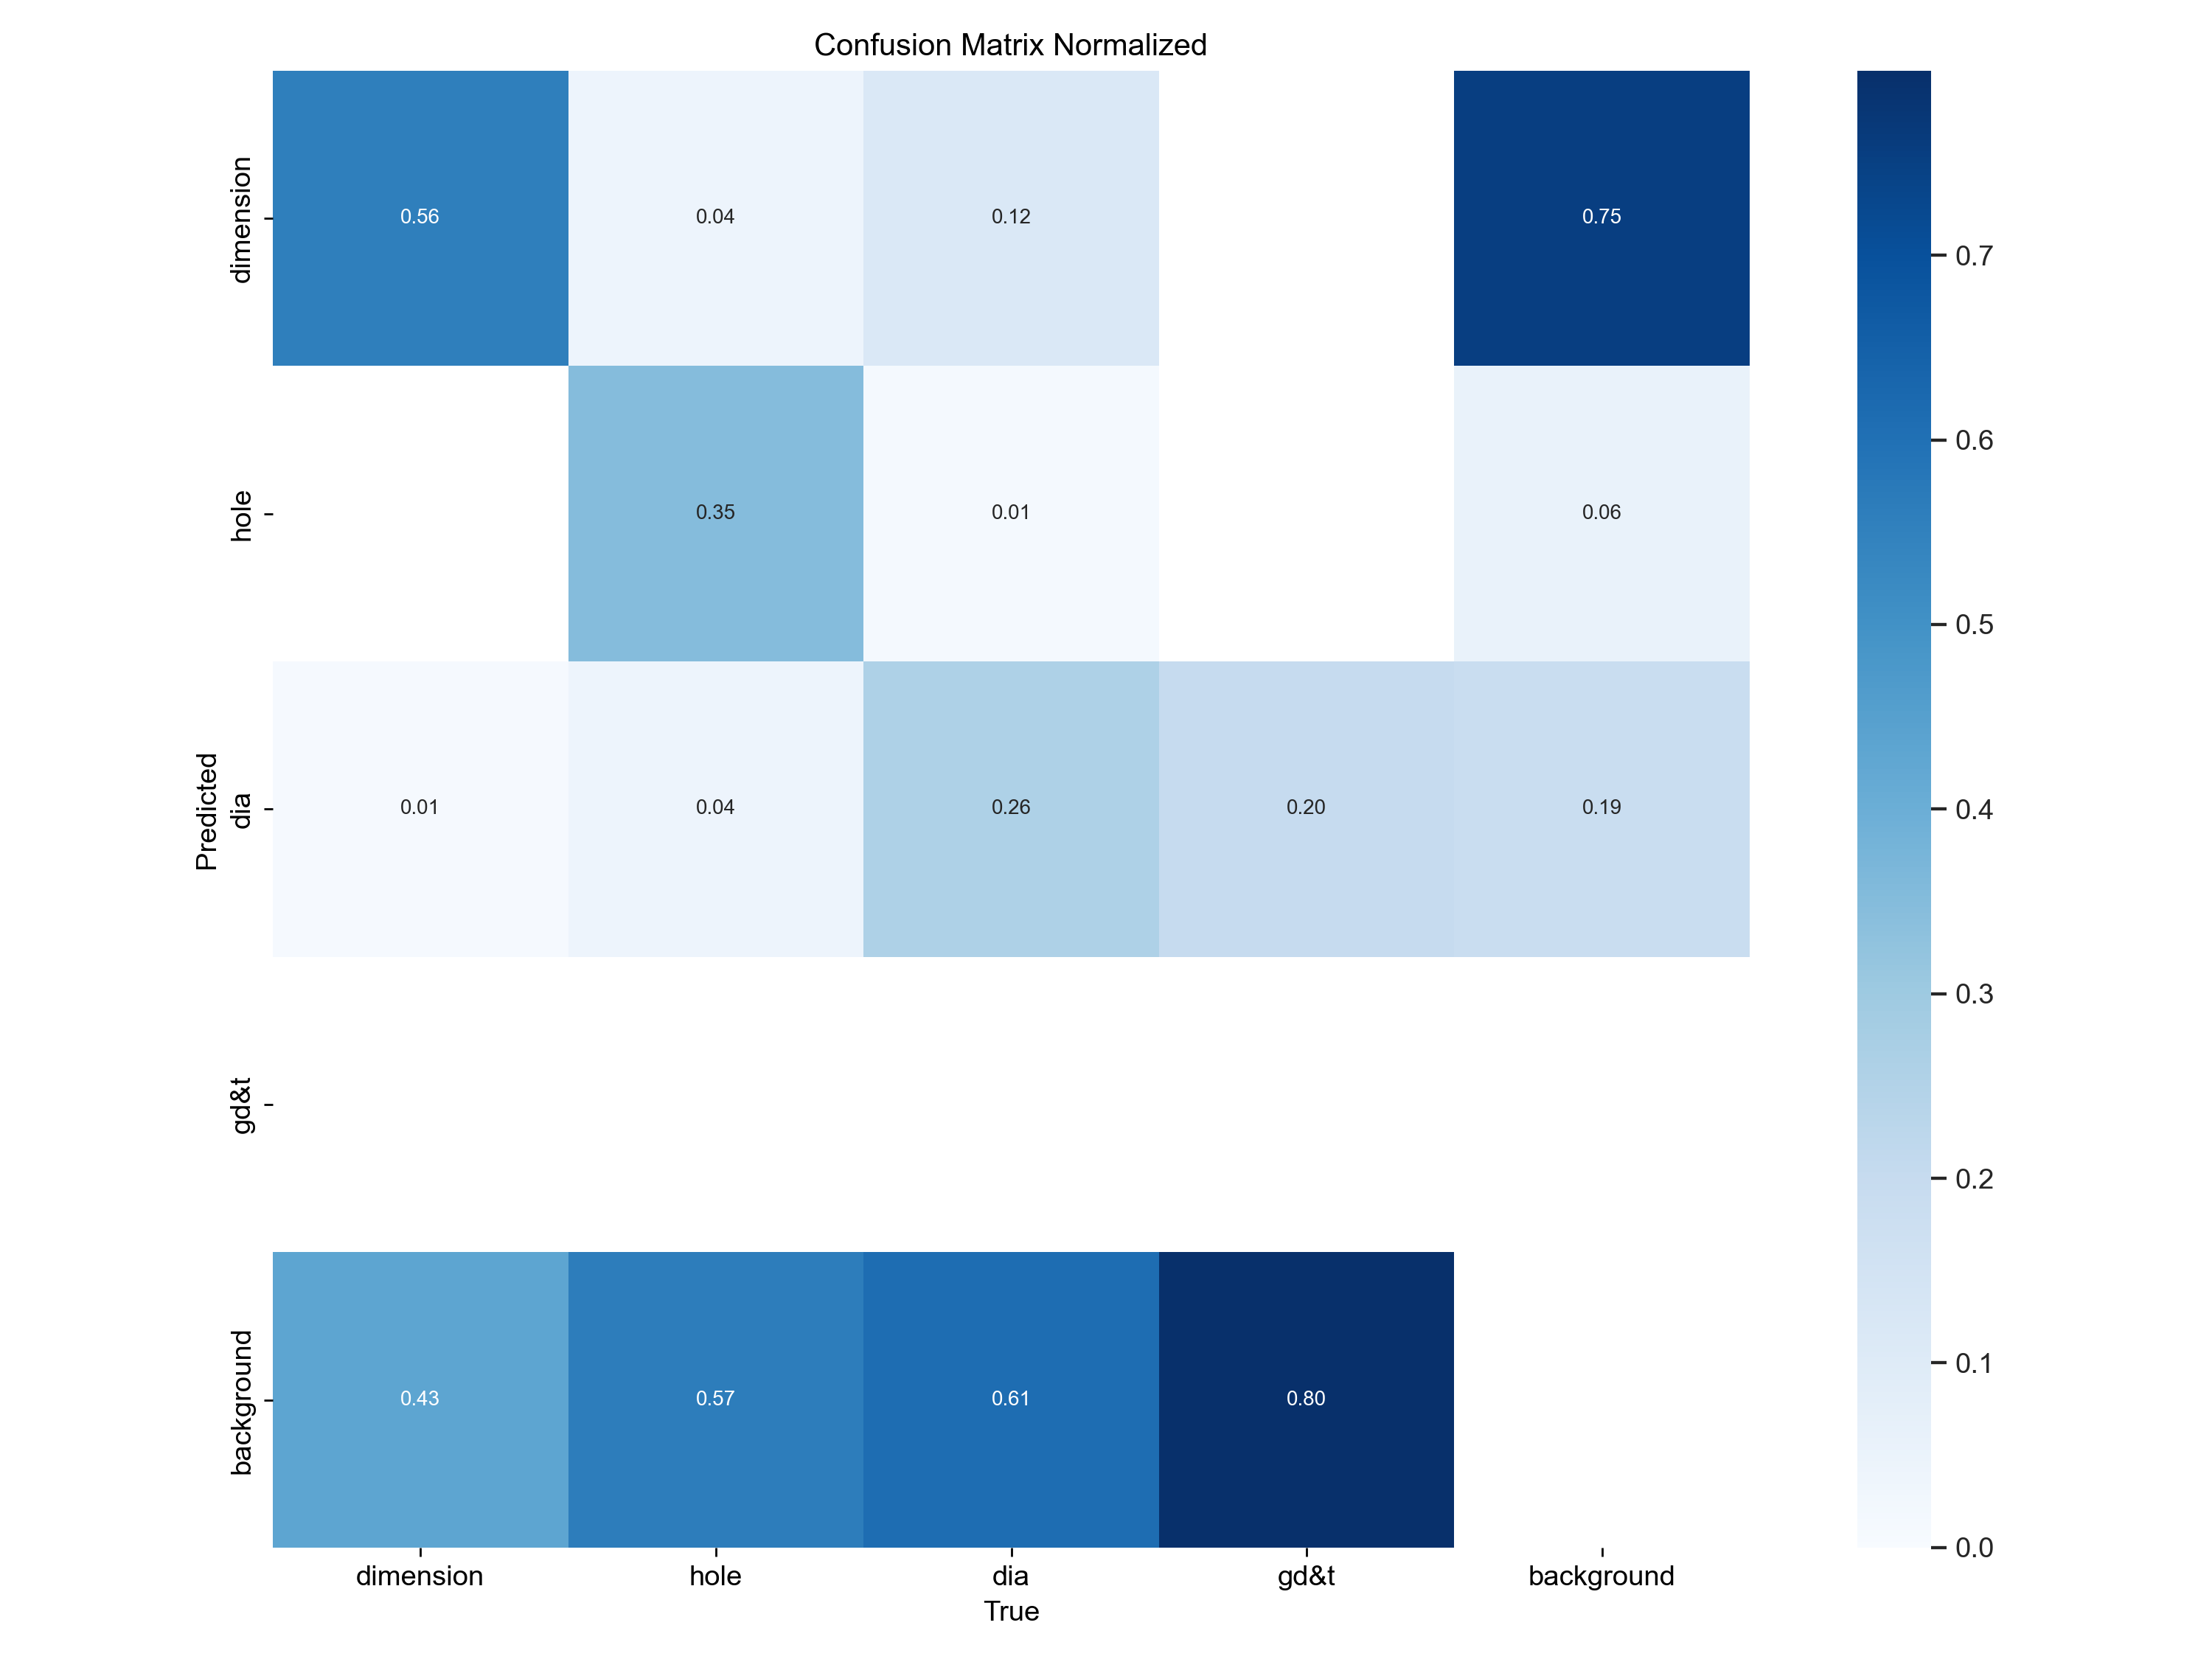 Confusion Matrix Normalized
dimension
0.56
0.04
0.12
0.75
hole
0.35
0.01
0.06
Predicted
dia
0.01
0.04
0.26
0.20
0.19
gd&t
background
0.43
0.57
0.61
0.80
dimension
hole
dia
gd&t
background
True
0.7
0.6
0.5
0.4
0.3
0.2
0.1
0.0